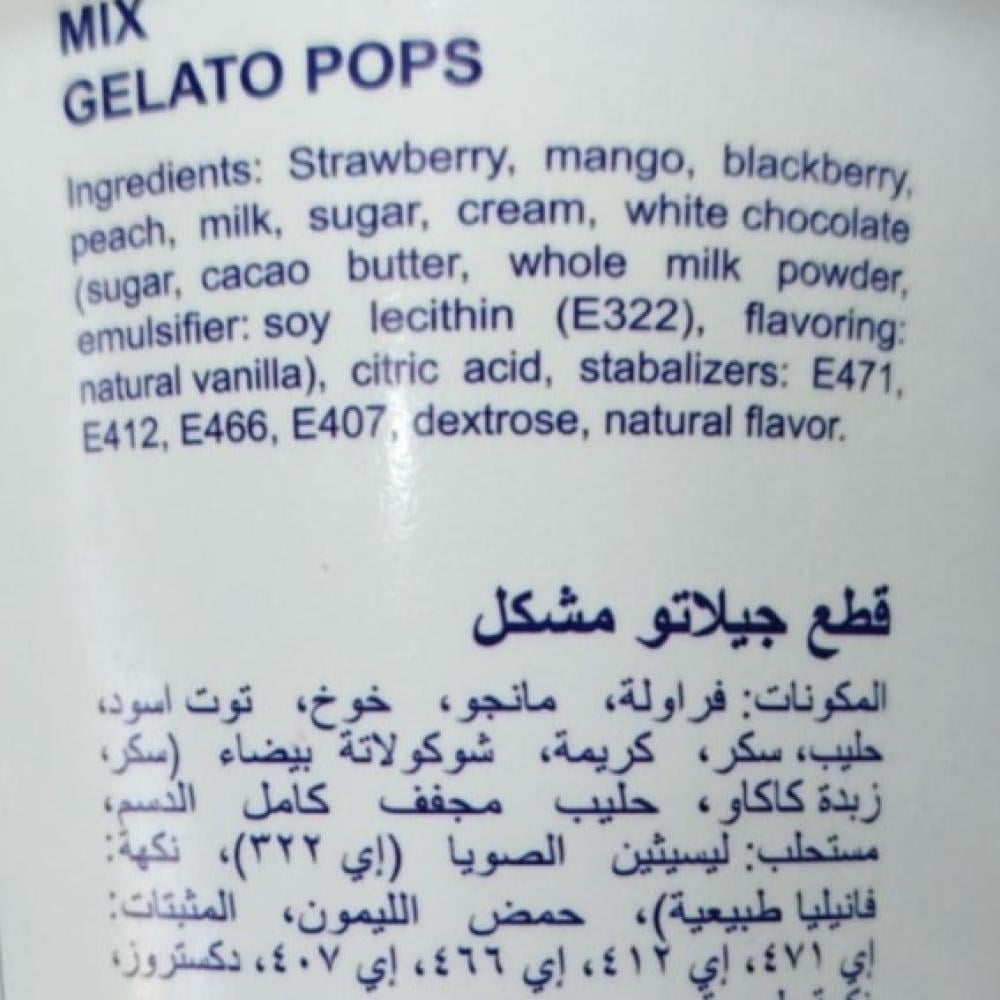 MIX
GELATO POPS
Ingredients: Strawberry, mango, blackberry,
peach, milk, sugar, cream, white chocolate
(sugar, cacao butter, whole milk powder,
emulsifier: soy lecithin (E322), flavoring:
natural vanilla), citric acid, stabalizers: E471,
E412, E466, E407, dextrose, natural flavor.
قطع جيلاتو مشكل
المكونات: فراولة، مانجو، خوخ، توت اسود،
حليب، سكر، كريمة، شوكولاتة بيضاء (سكر،
زبدة كاكاو، حليب مجفف كامل الدسم،
مستحلب: ليسيثين الصويا (إي ٣٢٢)، نكهة:
فانيليا طبيعية)، حمض الليمون، المثبتات:
إي ٤٧١، إي ٤١٢، إي ٤٦٦، إي ٤٠٧، دكستروز،